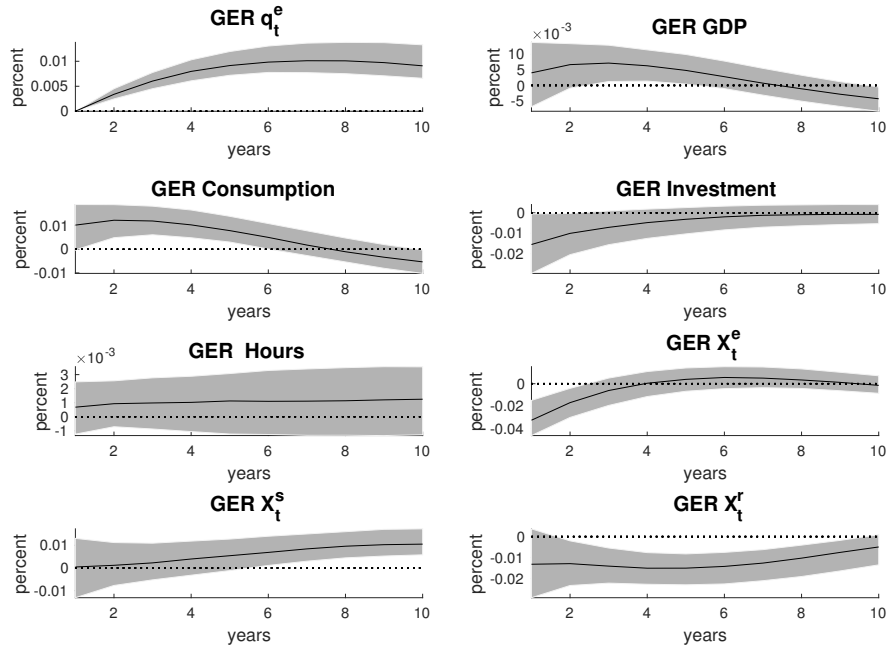 GER q_t^e
percent
0.01
0.005
0
2 4 6 8 10
years
GER GDP
×10^-3
percent
10
5
0
-5
2 4 6 8 10
years
GER Consumption
percent
0.01
0
-0.01
2 4 6 8 10
years
GER Investment
percent
0
-0.01
-0.02
2 4 6 8 10
years
GER Hours
×10^-3
percent
3
2
1
0
-1
2 4 6 8 10
years
GER X_t^e
percent
0
-0.02
-0.04
2 4 6 8 10
years
GER X_t^s
percent
0.01
0
-0.01
2 4 6 8 10
years
GER X_t^r
percent
0
-0.01
-0.02
2 4 6 8 10
years